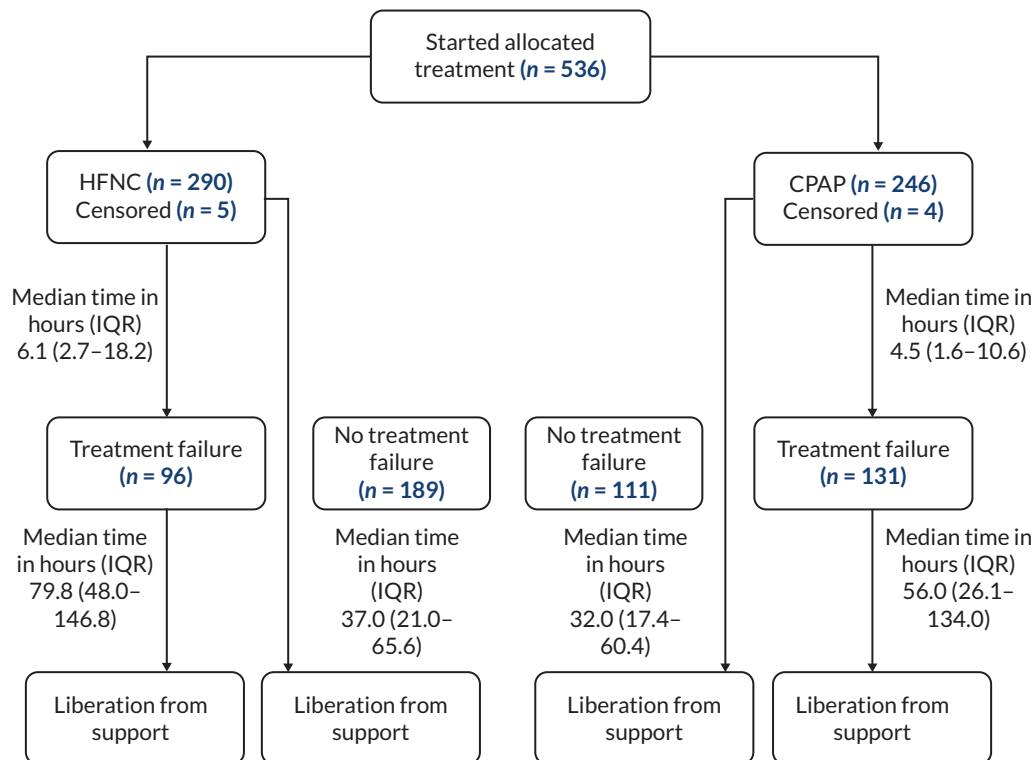 Started allocated
treatment (n = 536)
HFNC (n = 290)
Censored (n = 5)
CPAP (n = 246)
Censored (n = 4)
Median time in
hours (IQR)
6.1 (2.7–18.2)
Median time in
hours (IQR)
4.5 (1.6–10.6)
Treatment failure
(n = 96)
No treatment
failure
(n = 189)
No treatment
failure
(n = 111)
Treatment failure
(n = 131)
Median time
in hours (IQR)
79.8 (48.0–
146.8)
Median time
in hours
(IQR)
37.0 (21.0–
65.6)
Median time
in hours
(IQR)
32.0 (17.4–
60.4)
Median time in
hours (IQR)
56.0 (26.1–
134.0)
Liberation from
support
Liberation from
support
Liberation from
support
Liberation from
support